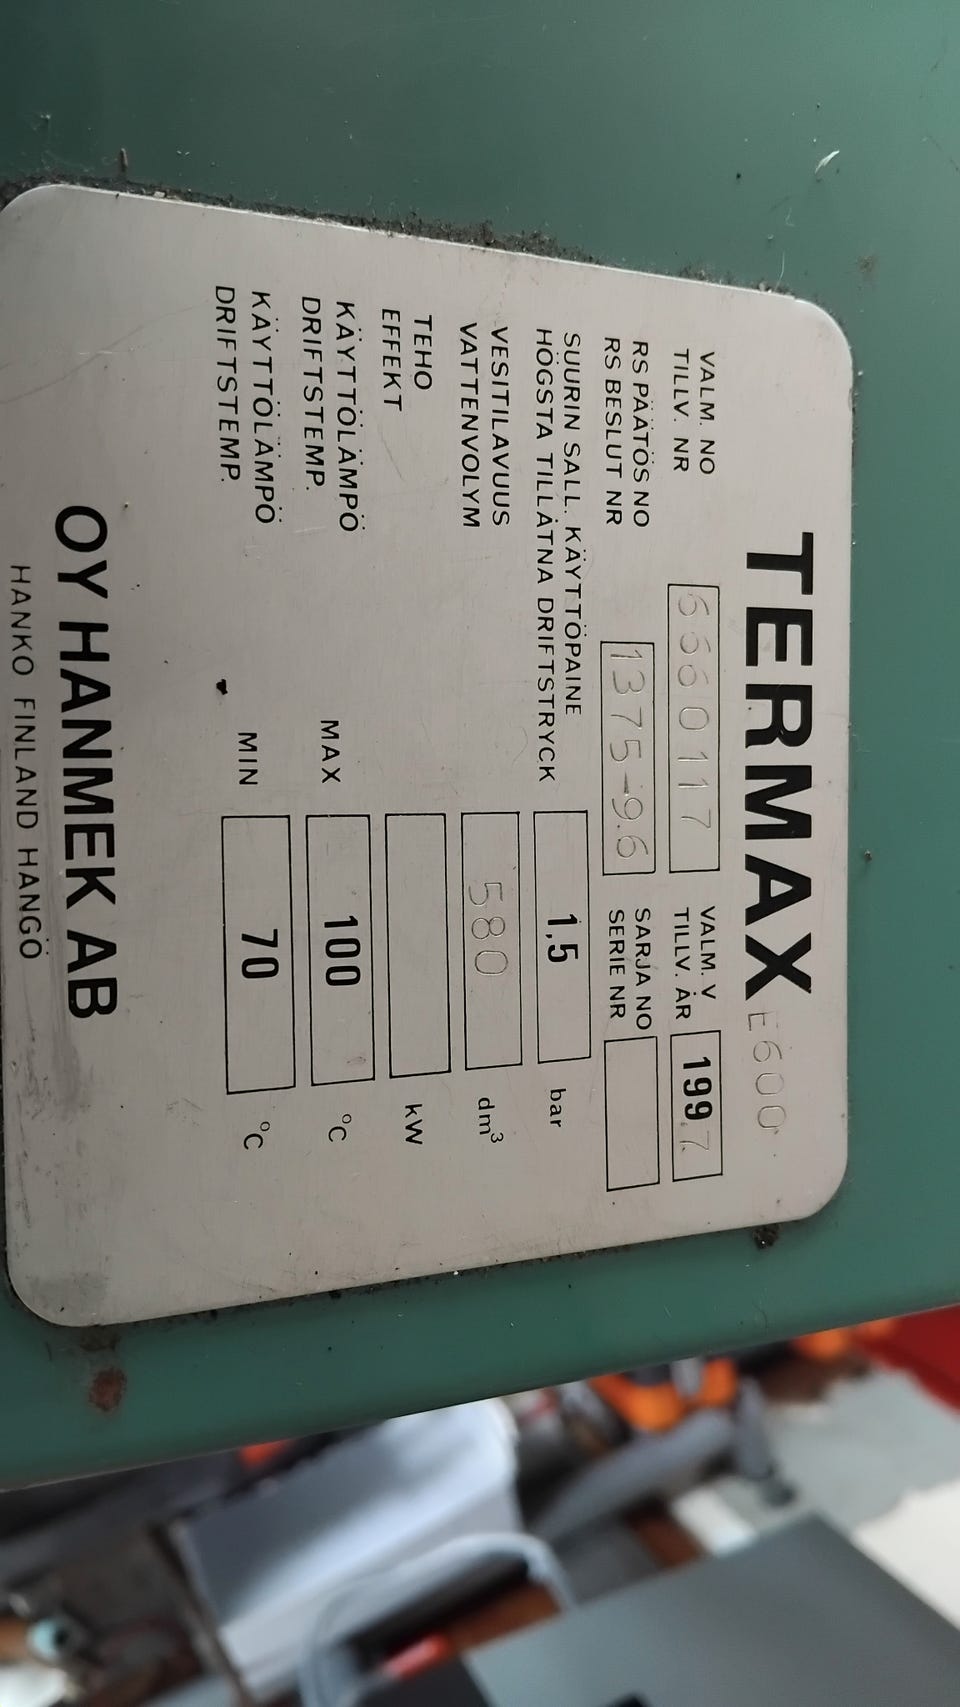 TERMAX E600
VALM. NO
TILLV. NR
6660117
VALM. V
TILLV. ÅR
1997
RS PÄÄTÖS NO
RS BESLUT NR
1375-9.6
SARJA NO
SERIE NR
SUURIN SALL. KÄYTTÖPAINE
HÖGSTA TILLÅTNA DRIFTSTRYCK
1,5 bar
VESITILAVUUS
VATTENVOLYM
580 dm³
TEHO
EFFEKT
kW
KÄYTTÖLÄMPÖ
DRIFTSTEMP.
MAX 100 °C
KÄYTTÖLÄMPÖ
DRIFTSTEMP.
MIN 70 °C
OY HANMEK AB
HANKO FINLAND HANGÖ